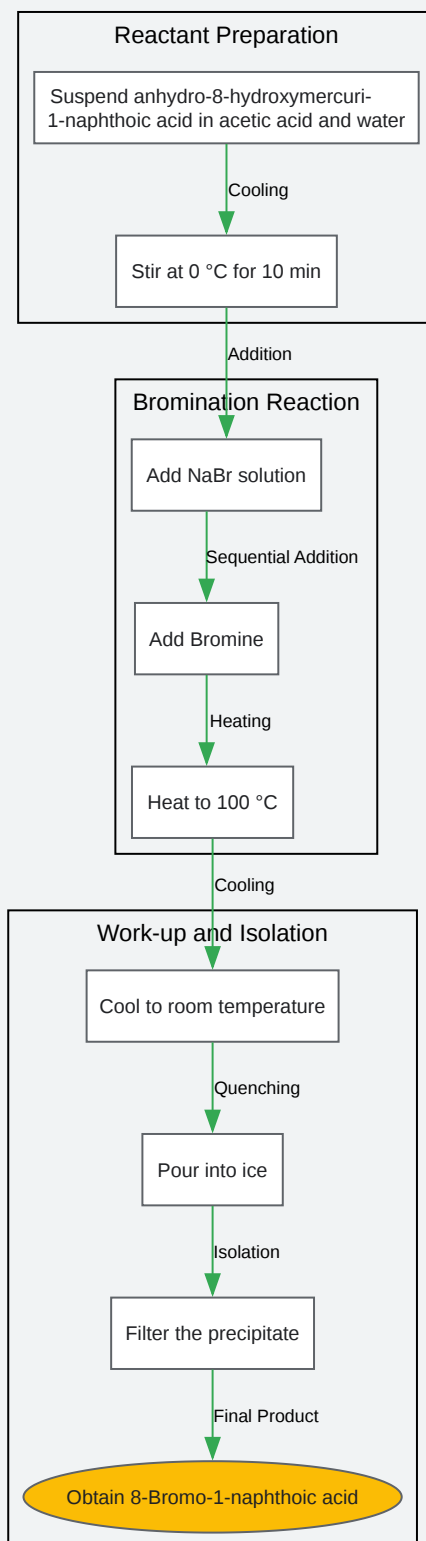 Reactant Preparation
Suspend anhydro-8-hydroxymercuri-
1-naphthoic acid in acetic acid and water
Cooling
Stir at 0 °C for 10 min
Addition
Bromination Reaction
Add NaBr solution
Sequential Addition
Add Bromine
Heating
Heat to 100 °C
Cooling
Work-up and Isolation
Cool to room temperature
Quenching
Pour into ice
Isolation
Filter the precipitate
Final Product
Obtain 8-Bromo-1-naphthoic acid